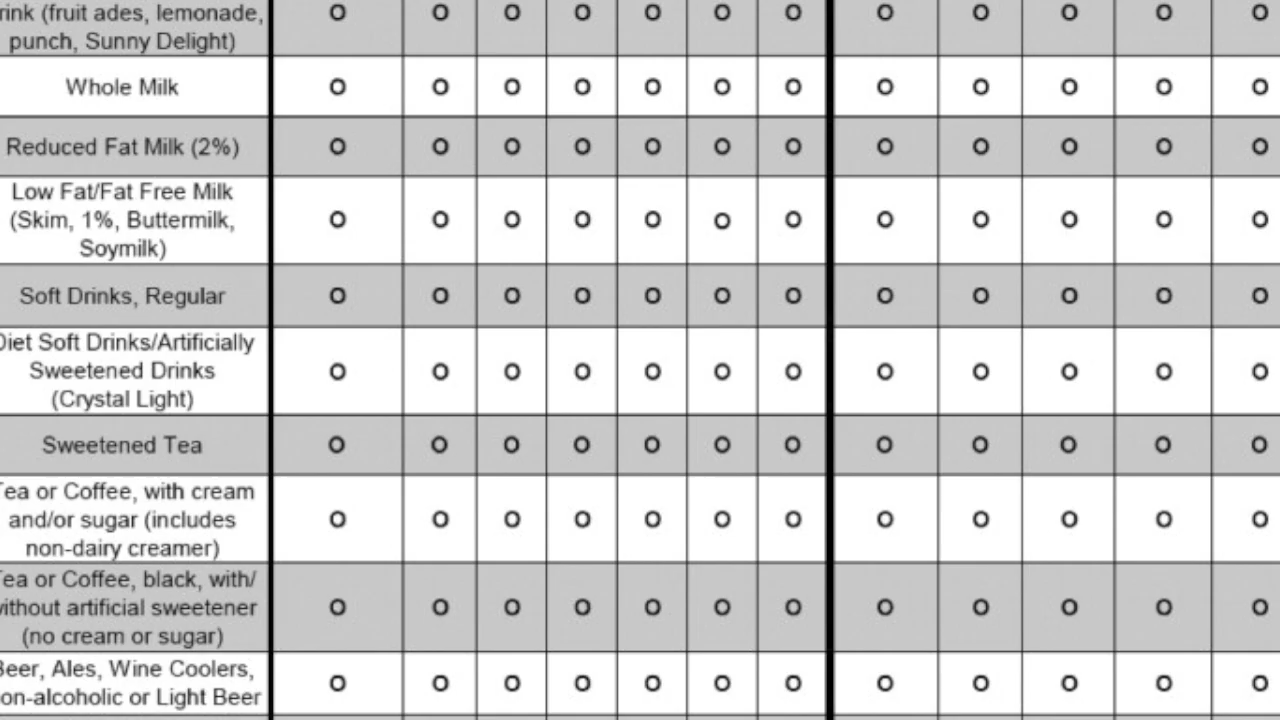 rink (fruit ades, lemonade, O O O O O O O O O O O O
punch, Sunny Delight)
Whole Milk O O O O O O O O O O O O
Reduced Fat Milk (2%) O O O O O O O O O O O O
Low Fat/Fat Free Milk
(Skim, 1%, Buttermilk, O O O O O O O O O O O O
Soymilk)
Soft Drinks, Regular O O O O O O O O O O O O
Diet Soft Drinks/Artificially
Sweetened Drinks O O O O O O O O O O O O
(Crystal Light)
Sweetened Tea O O O O O O O O O O O O
Tea or Coffee, with cream
and/or sugar (includes O O O O O O O O O O O O
non-dairy creamer)
Tea or Coffee, black, with/
without artificial sweetener O O O O O O O O O O O O
(no cream or sugar)
Beer, Ales, Wine Coolers, O O O O O O O O O O O O
on-alcoholic or Light Beer